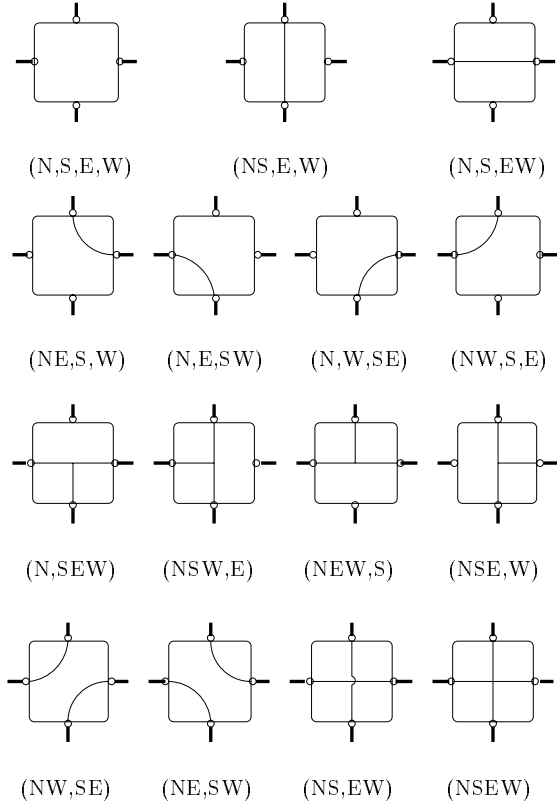 (N,S,E,W) (NS,E,W) (N,S,EW)
(NE,S,W) (N,E,SW) (N,W,SE) (NW,S,E)
(N,SEW) (NSW,E) (NEW,S) (NSE,W)
(NW,SE) (NE,SW) (NS,EW) (NSEW)